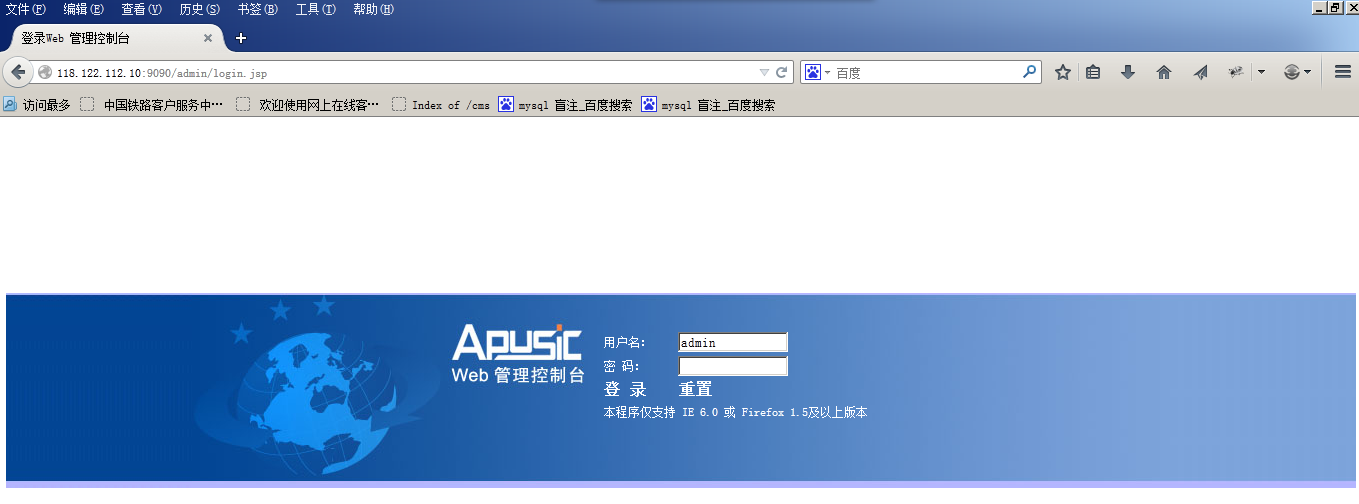 文件(F) 编辑(E) 查看(V) 历史(S) 书签(B) 工具(T) 帮助(H)
登录Web 管理控制台
118.122.112.10:9090/admin/login.jsp
百度
访问最多 中国铁路客户服务中… 欢迎使用网上在线客… Index of /cms mysql 盲注_百度搜索 mysql 盲注_百度搜索
Apusic
Web 管理控制台
用户名: admin
密 码:
登 录 重置
本程序仅支持 IE 6.0 或 Firefox 1.5及以上版本